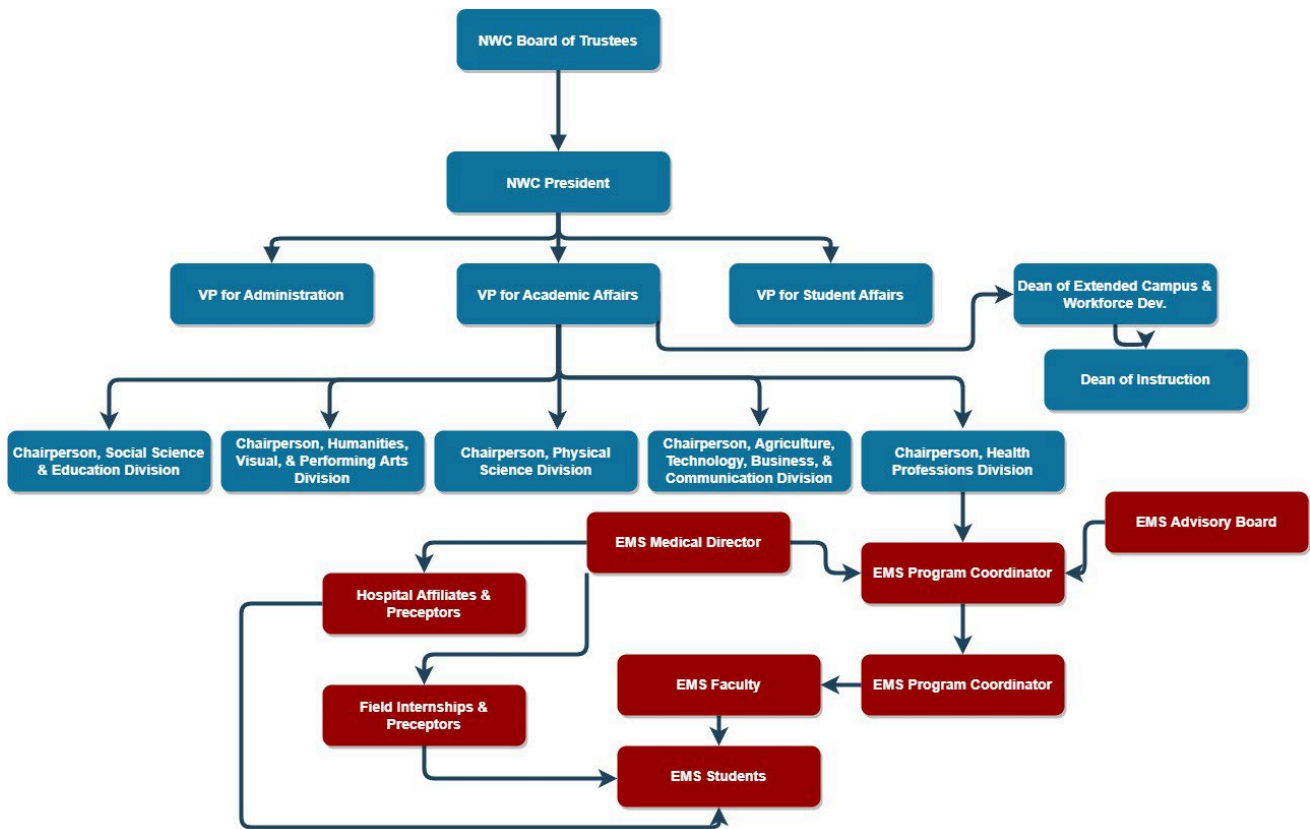 NWC Board of Trustees
NWC President
VP for Administration
VP for Academic Affairs
VP for Student Affairs
Dean of Extended Campus &
Workforce Dev.
Dean of Instruction
Chairperson, Social Science
& Education Division
Chairperson, Humanities,
Visual, & Performing Arts
Division
Chairperson, Physical
Science Division
Chairperson, Agriculture,
Technology, Business, &
Communication Division
Chairperson, Health
Professions Division
EMS Advisory Board
EMS Medical Director
EMS Program Coordinator
Hospital Affiliates &
Preceptors
EMS Faculty
EMS Program Coordinator
Field Internships &
Preceptors
EMS Students